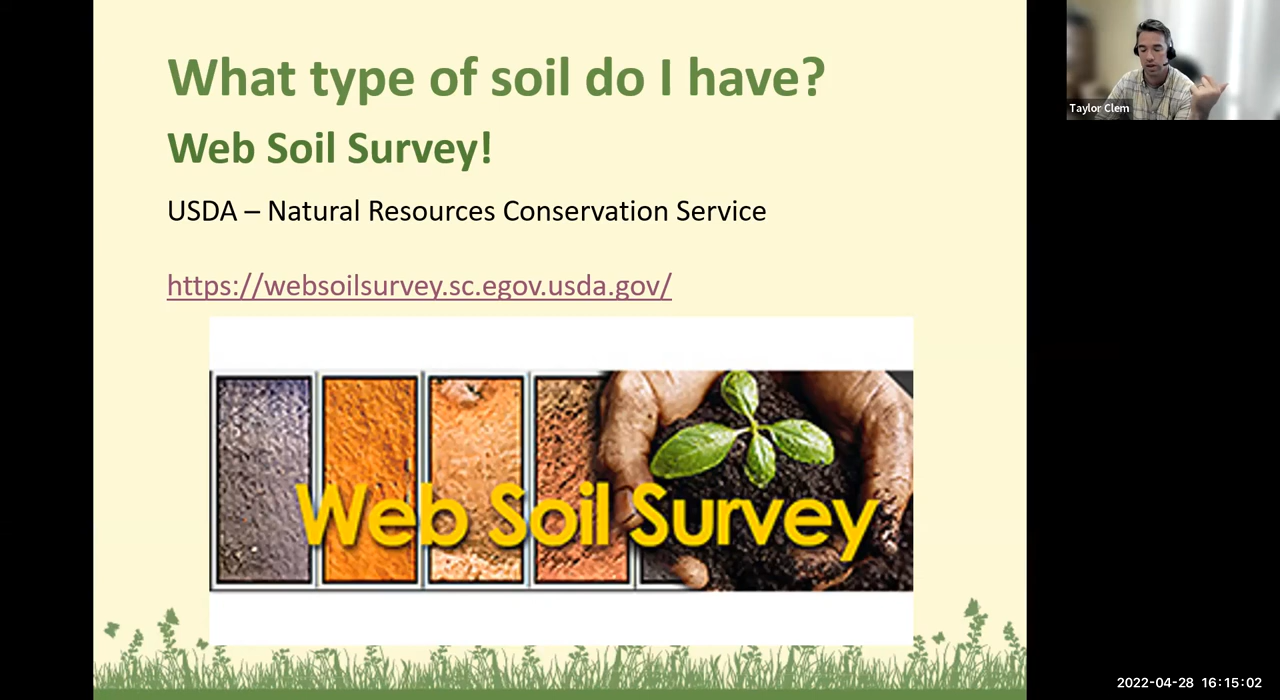 What type of soil do I have?
Web Soil Survey!
USDA – Natural Resources Conservation Service
https://websoilsurvey.sc.egov.usda.gov/
Web Soil Survey
Taylor Clem
2022-04-28 16:15:02